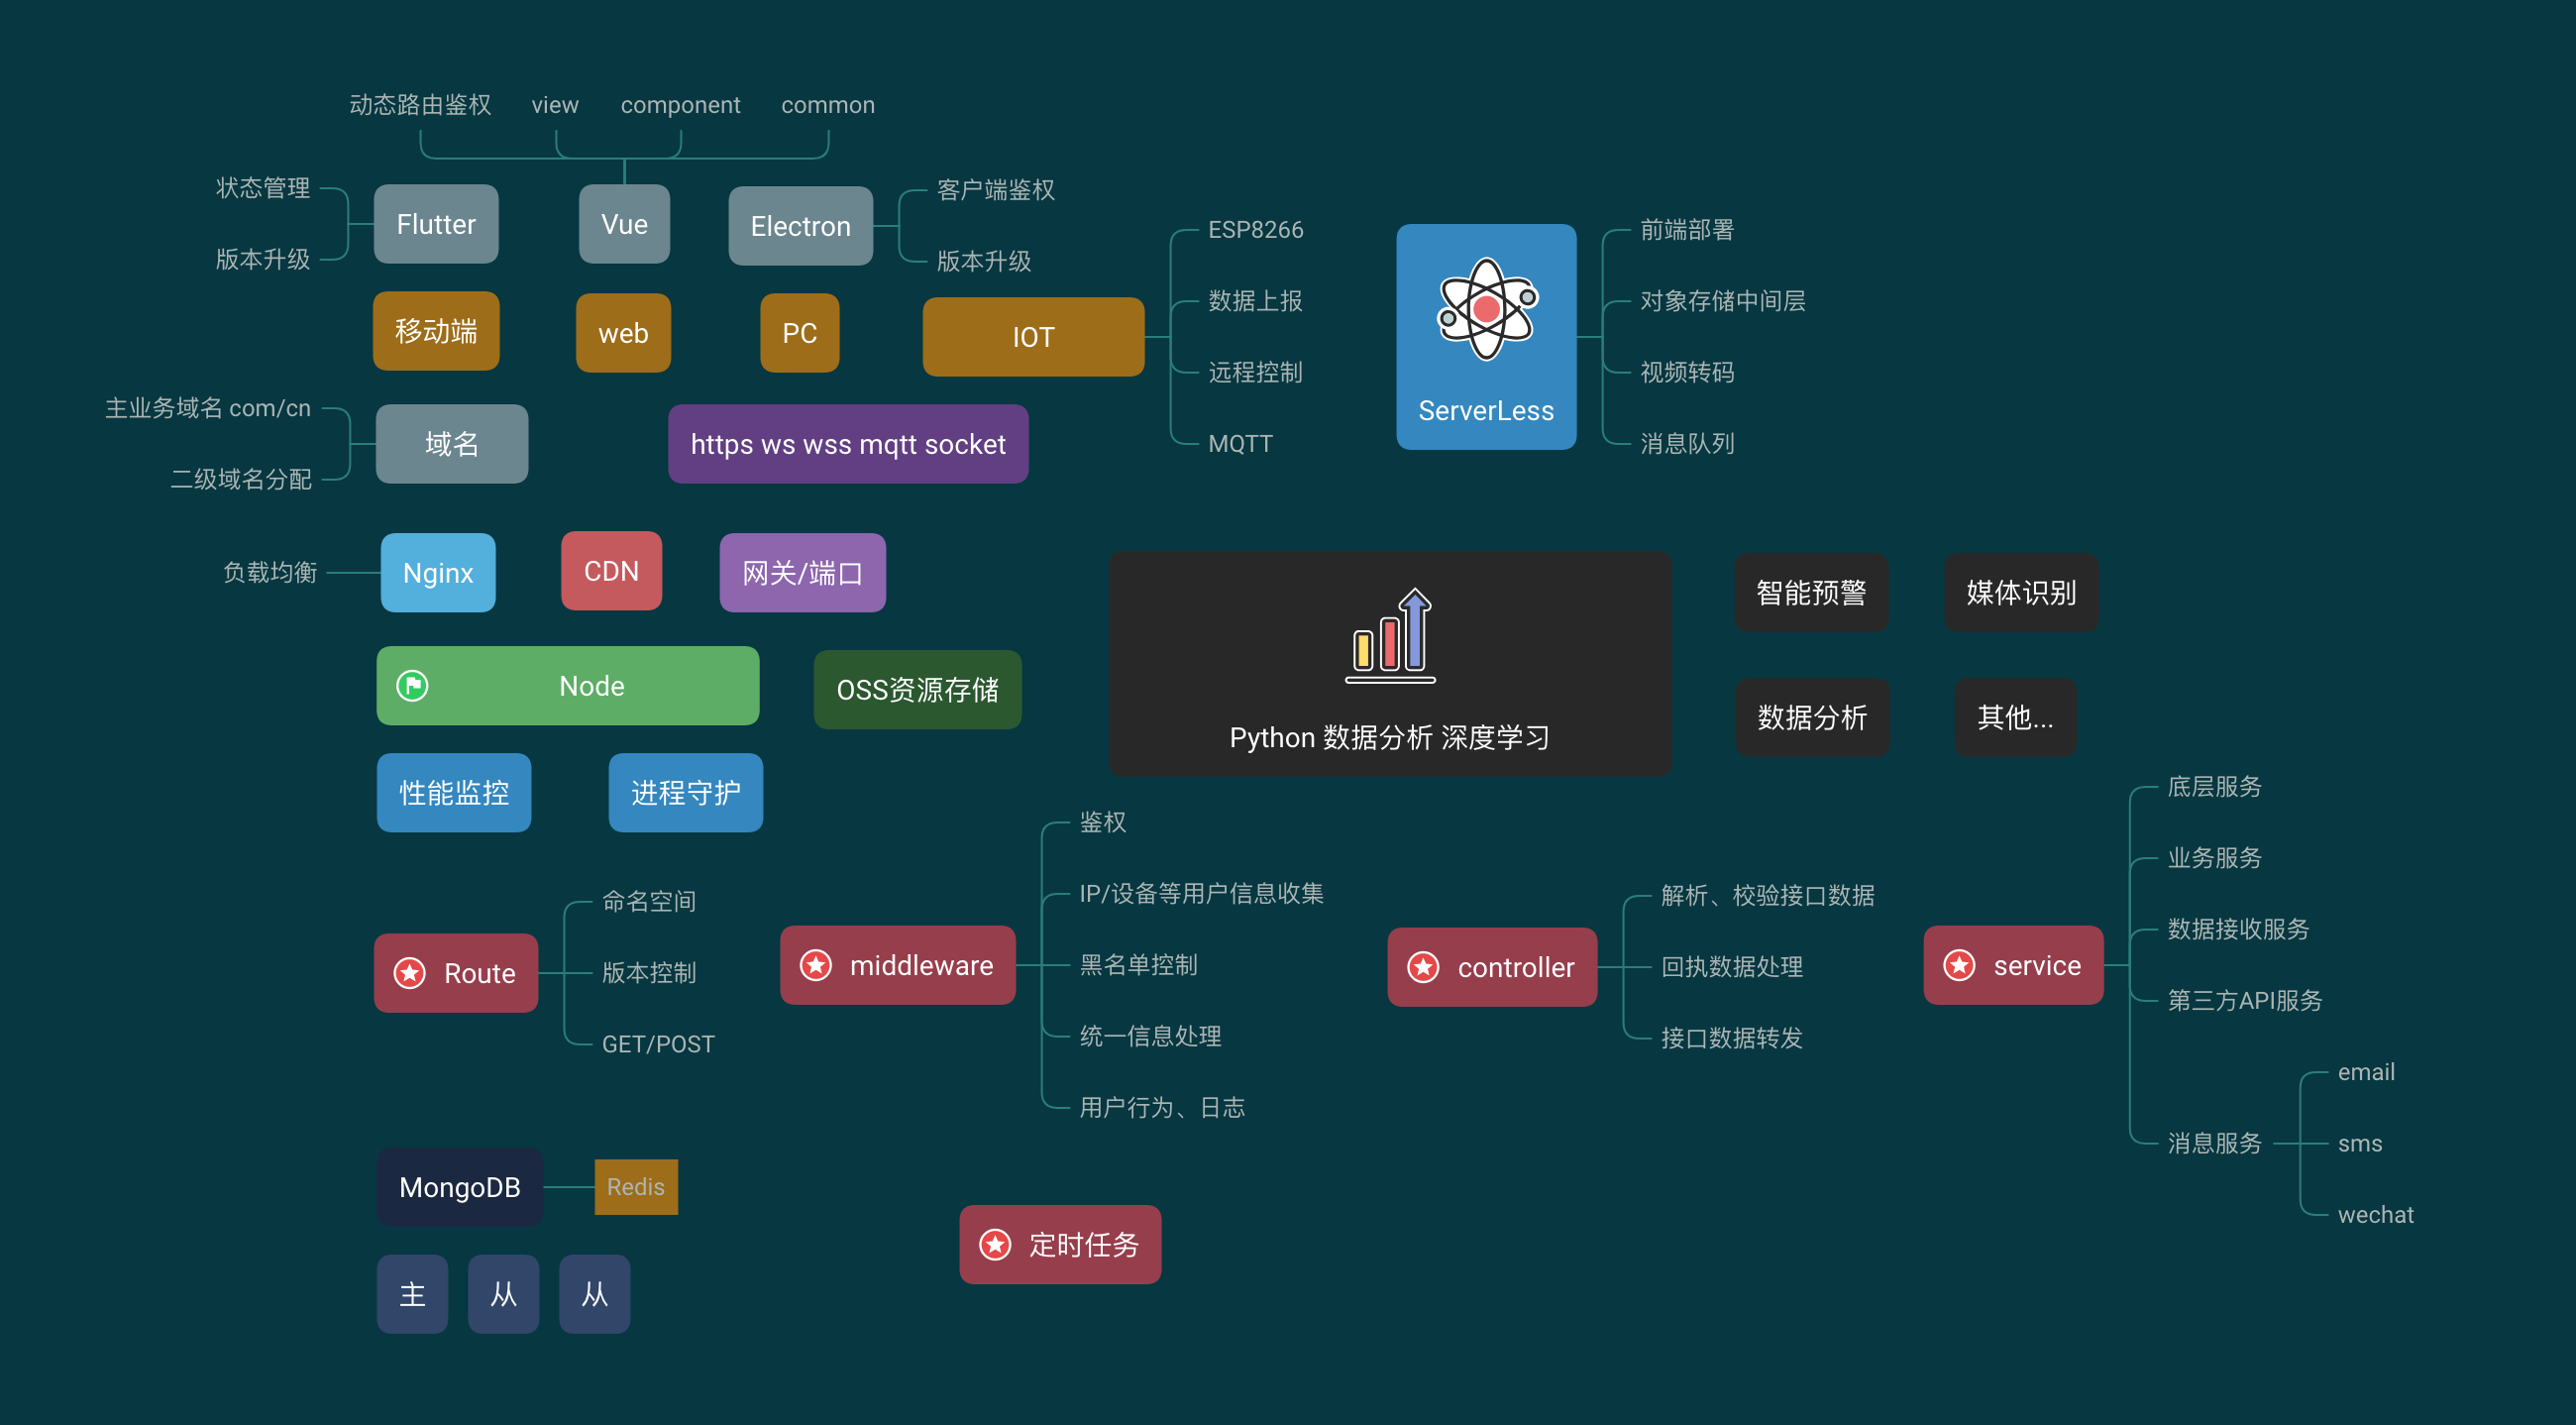 动态路由鉴权
view
component
common
状态管理
版本升级
Flutter
Vue
Electron
客户端鉴权
版本升级
移动端
web
PC
IOT
ESP8266
数据上报
远程控制
MQTT
ServerLess
前端部署
对象存储中间层
视频转码
消息队列
主业务域名 com/cn
二级域名分配
域名
https ws wss mqtt socket
负载均衡
Nginx
CDN
网关/端口
Node
OSS资源存储
Python 数据分析 深度学习
智能预警
媒体识别
数据分析
其他...
性能监控
进程守护
Route
命名空间
版本控制
GET/POST
middleware
鉴权
IP/设备等用户信息收集
黑名单控制
统一信息处理
用户行为、日志
controller
解析、校验接口数据
回执数据处理
接口数据转发
service
底层服务
业务服务
数据接收服务
第三方API服务
消息服务
email
sms
wechat
MongoDB
Redis
主
从
从
定时任务